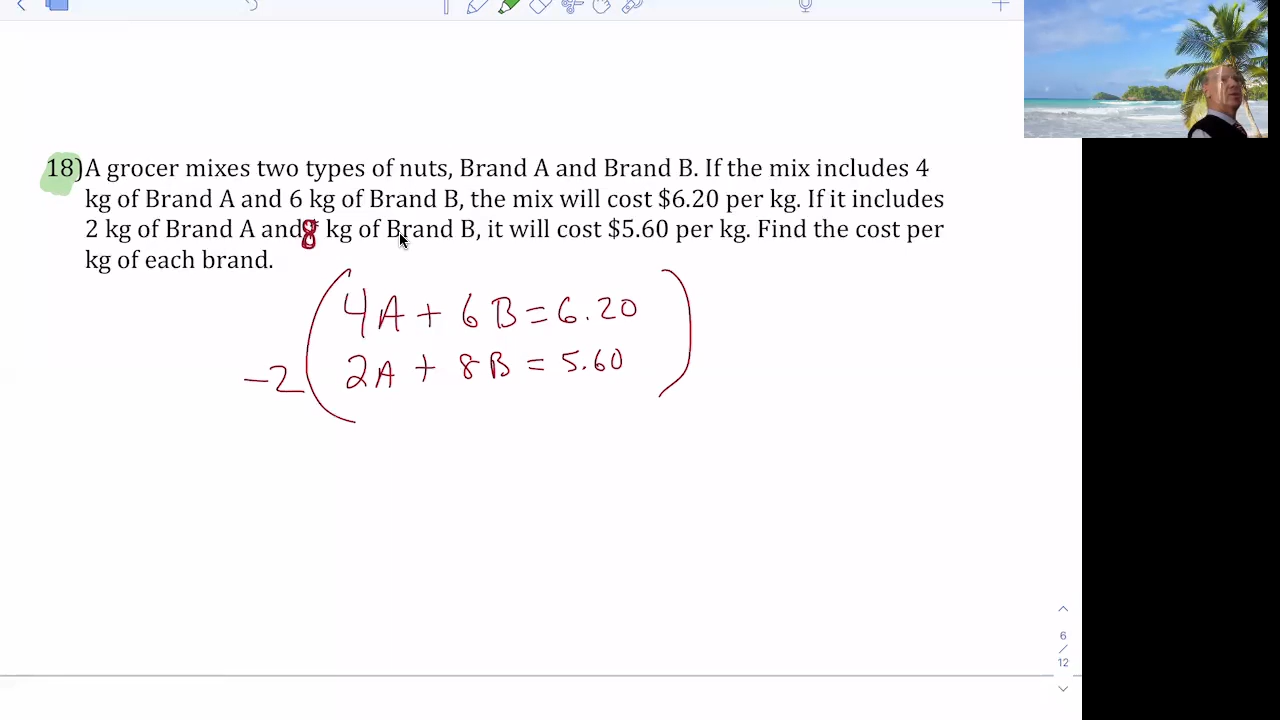 18) A grocer mixes two types of nuts, Brand A and Brand B. If the mix includes 4
kg of Brand A and 6 kg of Brand B, the mix will cost $6.20 per kg. If it includes
2 kg of Brand A and 8 kg of Brand B, it will cost $5.60 per kg. Find the cost per
kg of each brand.
4A + 6B = 6.20
-2 ( 2A + 8B = 5.60 )
6
/
12